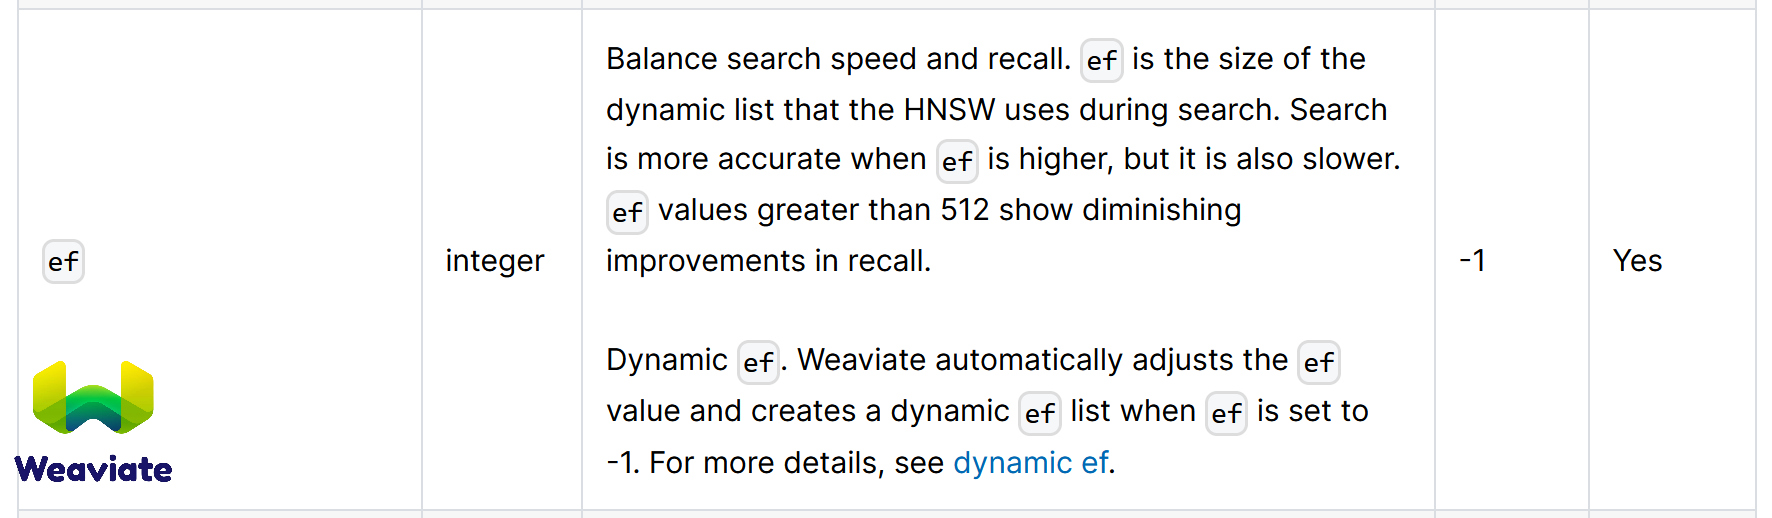 Balance search speed and recall. ef is the size of the
dynamic list that the HNSW uses during search. Search
is more accurate when ef is higher, but it is also slower.
ef values greater than 512 show diminishing
ef integer improvements in recall. -1 Yes
Dynamic ef. Weaviate automatically adjusts the ef
value and creates a dynamic ef list when ef is set to
-1. For more details, see dynamic ef.
Weaviate